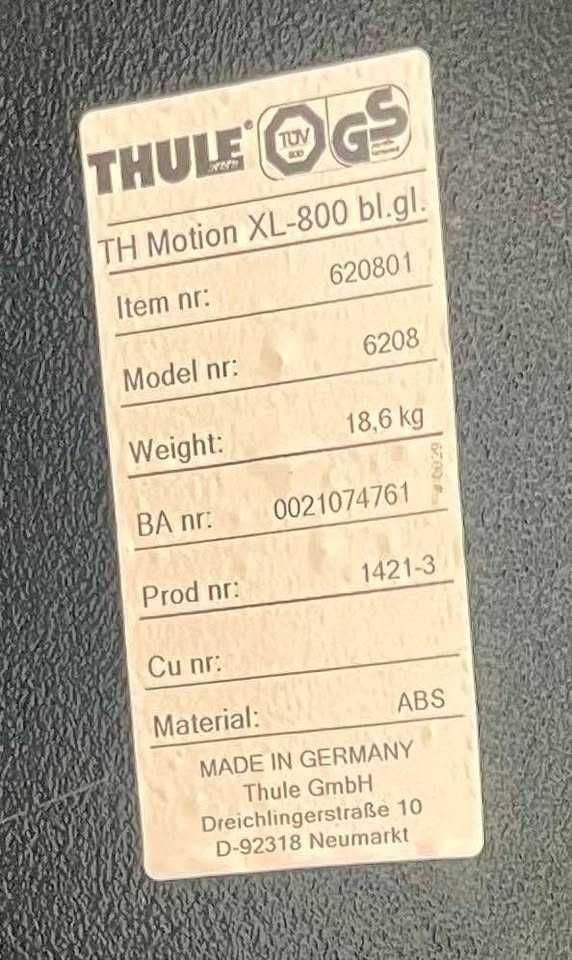 THULE® TÜV GS
TH Motion XL-800 bl.gl.
Item nr: 620801
Model nr: 6208
Weight: 18,6 kg
BA nr: 0021074761
Prod nr: 1421-3
Cu nr:
Material: ABS
MADE IN GERMANY
Thule GmbH
Dreichlingerstraße 10
D-92318 Neumarkt